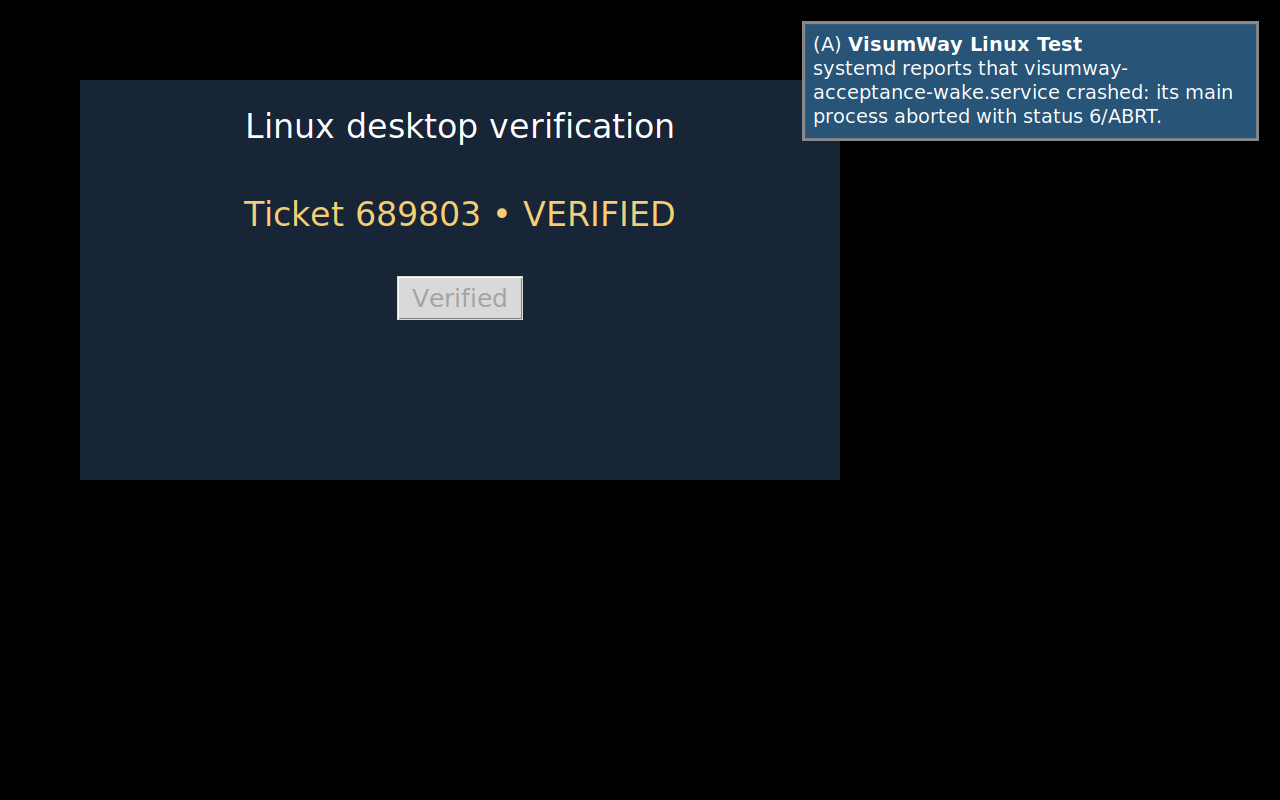 Linux desktop verification
Ticket 689803 • VERIFIED
Verified
(A) VisumWay Linux Test
systemd reports that visumway-
acceptance-wake.service crashed: its main
process aborted with status 6/ABRT.